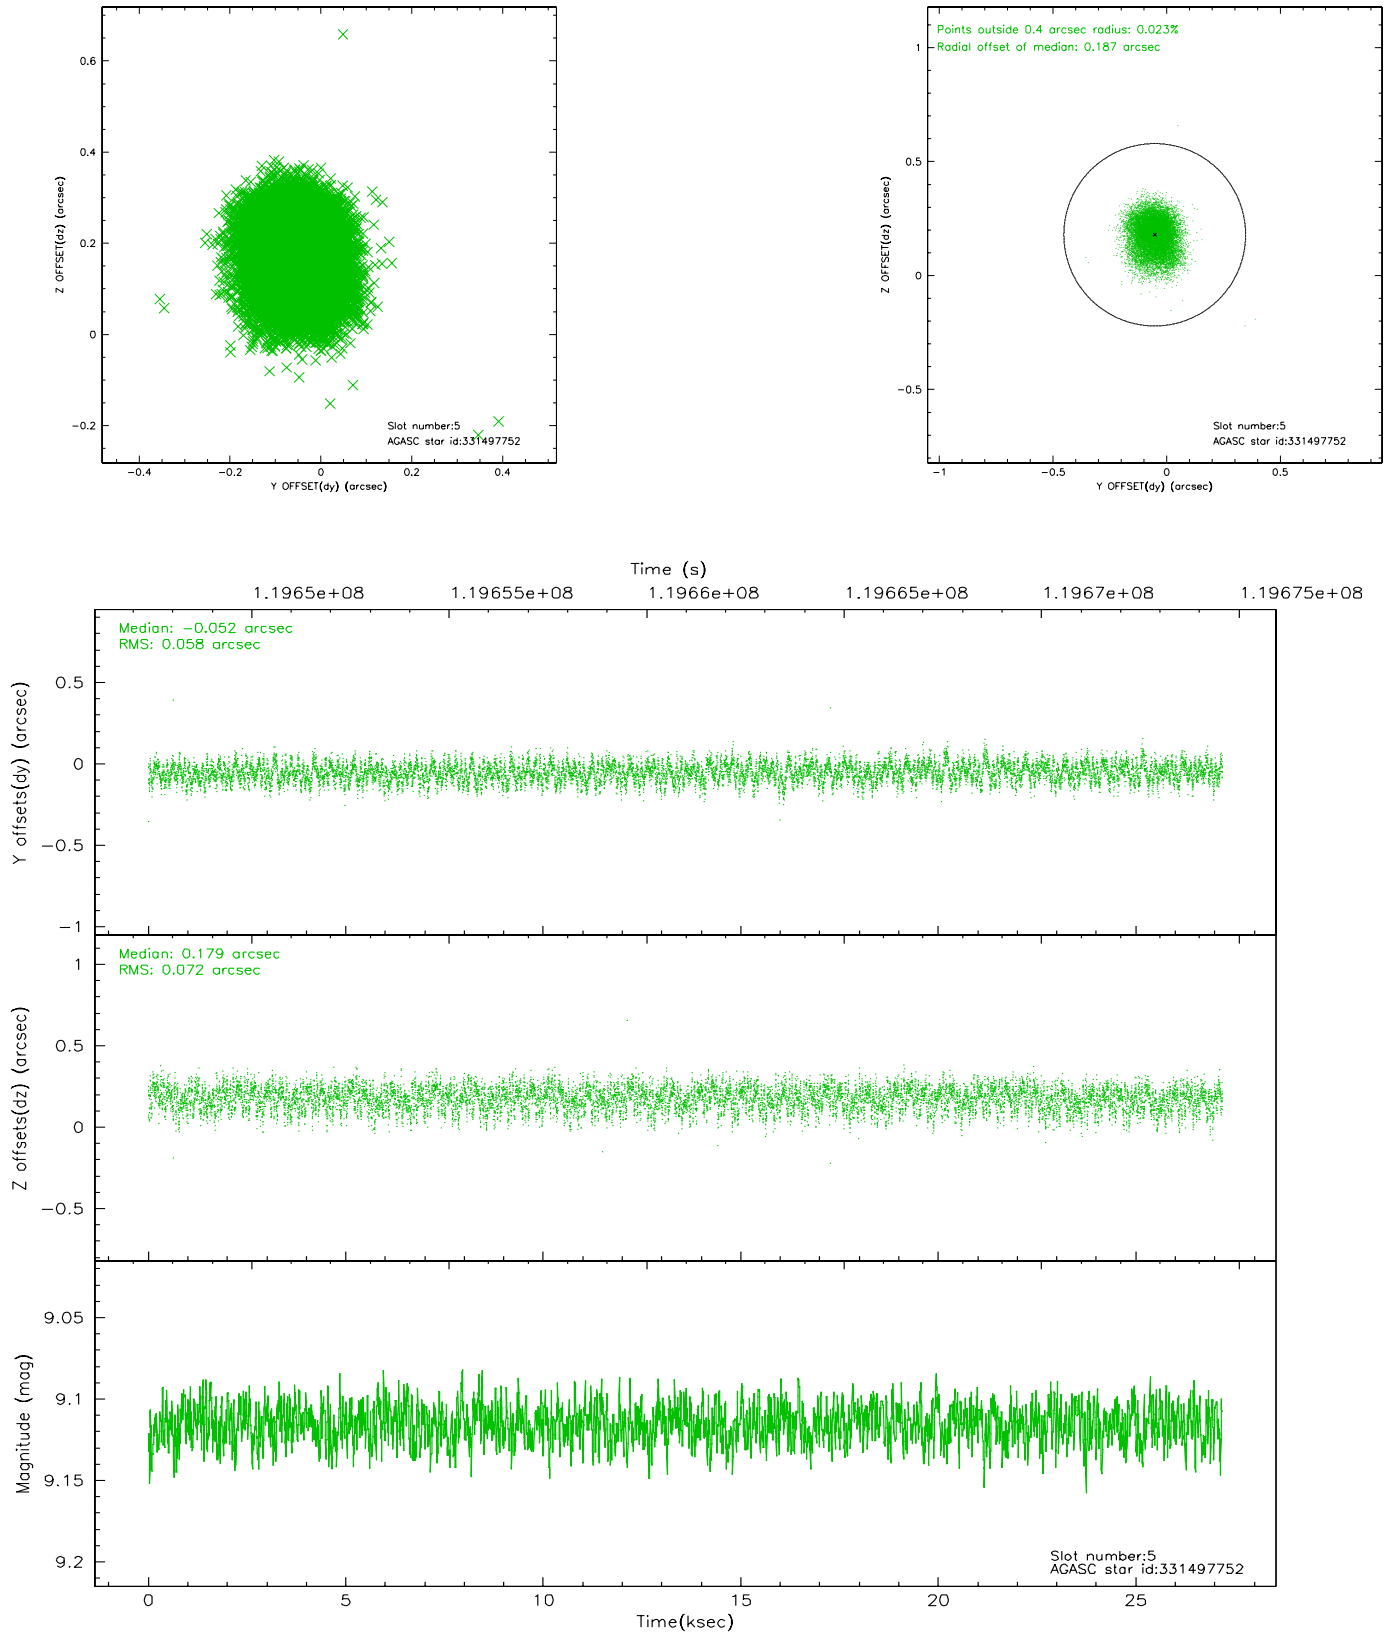 0.6
0.4
0.2
0
−0.2
Z OFFSET(dz) (arcsec)
Slot number:5
AGASC star id:331497752
−0.4 −0.2 0 0.2 0.4
Y OFFSET(dy) (arcsec)
Points outside 0.4 arcsec radius: 0.023%
Radial offset of median: 0.187 arcsec
1
0.5
0
−0.5
Z OFFSET(dz) (arcsec)
Slot number:5
AGASC star id:331497752
−1 −0.5 0 0.5
Y OFFSET(dy) (arcsec)
Time (s)
1.1965e+08 1.19655e+08 1.1966e+08 1.19665e+08 1.1967e+08 1.19675e+08
Median: −0.052 arcsec
RMS: 0.058 arcsec
0.5
0
−0.5
−1
Y offsets(dy) (arcsec)
Median: 0.179 arcsec
RMS: 0.072 arcsec
1
0.5
0
−0.5
Z offsets(dz) (arcsec)
9.05
9.1
9.15
9.2
Magnitude (mag)
Slot number:5
AGASC star id:331497752
0 5 10 15 20 25
Time(ksec)